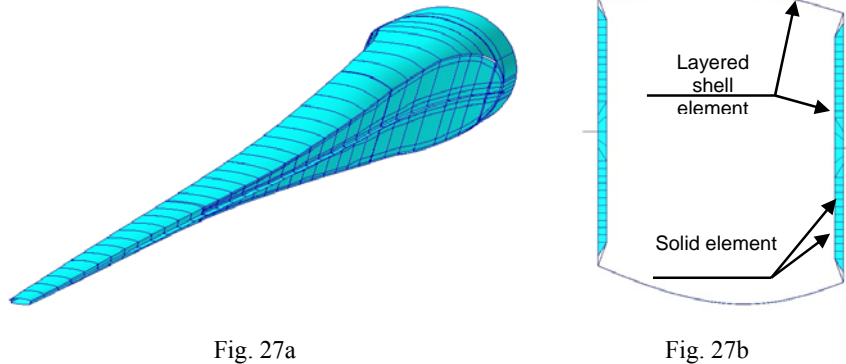 Layered
shell
element
Solid element
Fig. 27a
Fig. 27b